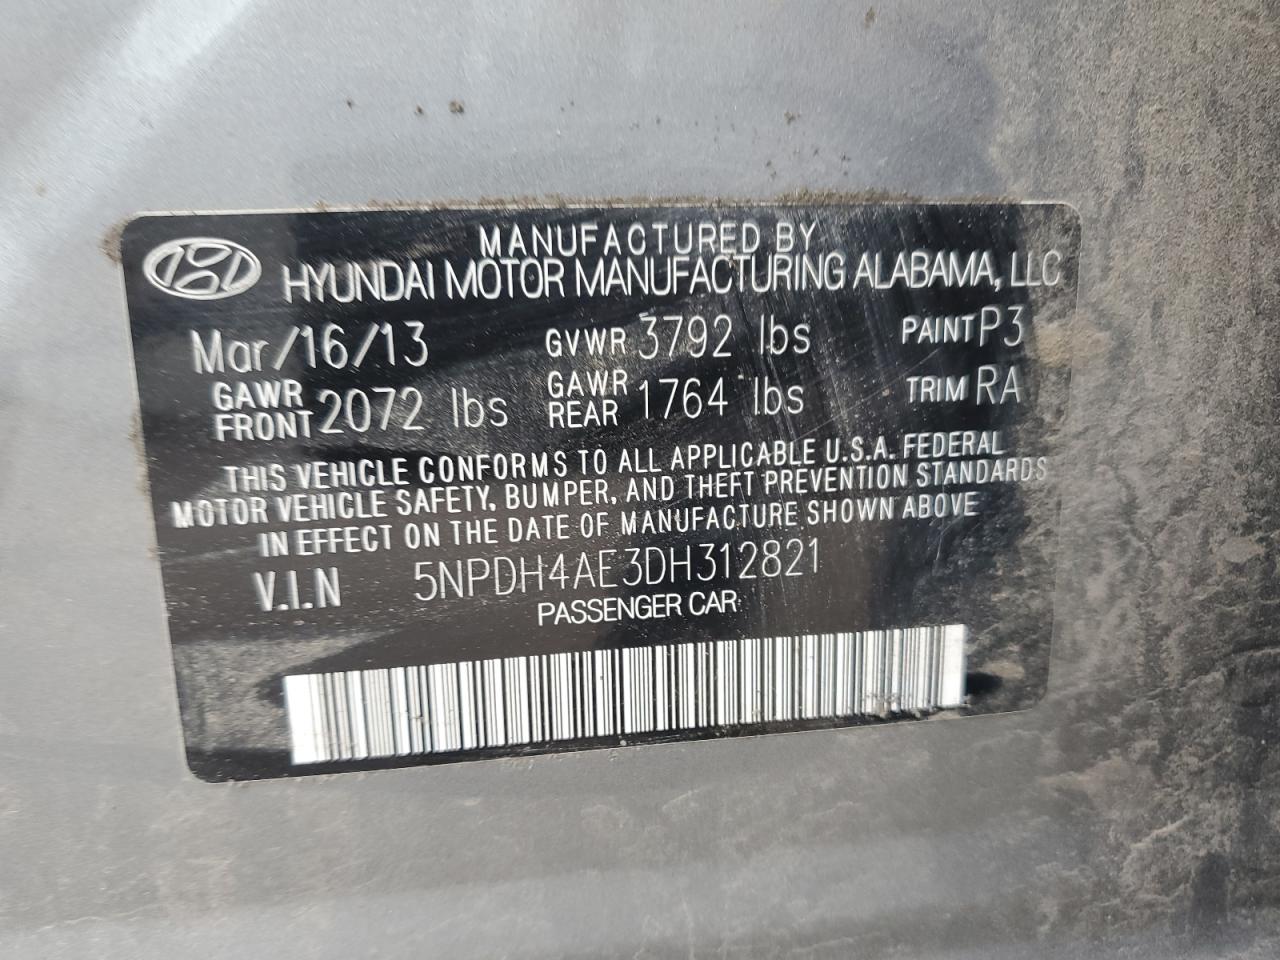 MANUFACTURED BY
HYUNDAI MOTOR MANUFACTURING ALABAMA, LLC
Mar/16/13 GVWR 3792 lbs PAINT P3
GAWR FRONT 2072 lbs GAWR REAR 1764 lbs TRIM RA
THIS VEHICLE CONFORMS TO ALL APPLICABLE U.S.A. FEDERAL
MOTOR VEHICLE SAFETY, BUMPER, AND THEFT PREVENTION STANDARDS
IN EFFECT ON THE DATE OF MANUFACTURE SHOWN ABOVE
V.I.N 5NPDH4AE3DH312821
PASSENGER CAR